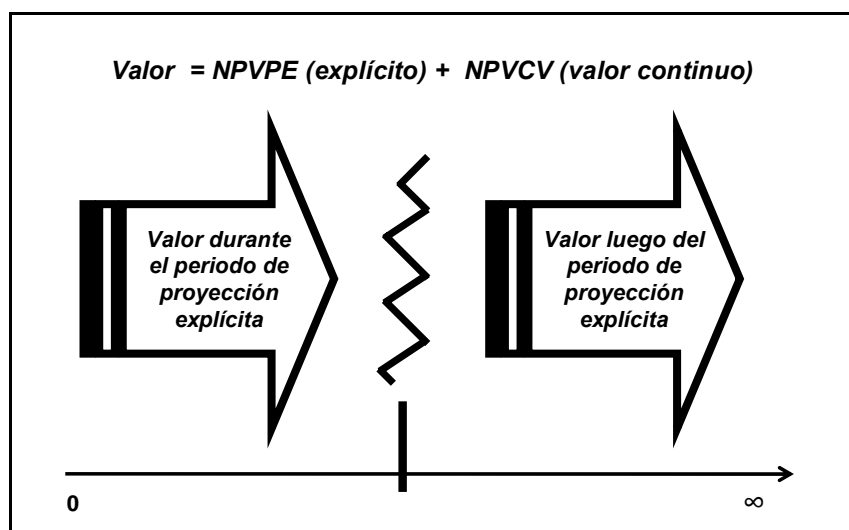 Valor = NPVPE (explícito) + NPVCV (valor continuo)
Valor durante
el periodo de
proyección
explícita
Valor luego del
periodo de
proyección
explícita
0
∞